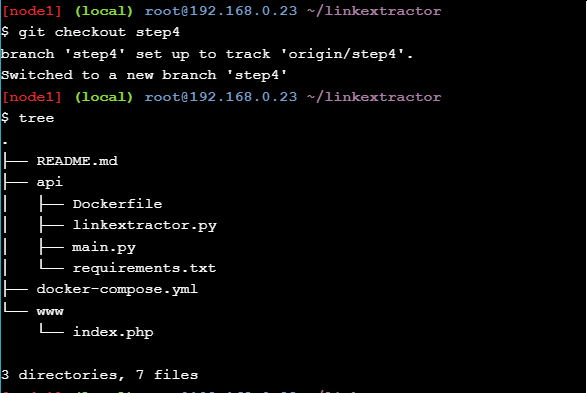 [node1] (local) root@192.168.0.23 ~/linkextractor
$ git checkout step4
branch 'step4' set up to track 'origin/step4'.
Switched to a new branch 'step4'
[node1] (local) root@192.168.0.23 ~/linkextractor
$ tree
.
├── README.md
├── api
│   ├── Dockerfile
│   ├── linkextractor.py
│   ├── main.py
│   └── requirements.txt
├── docker-compose.yml
└── www
    └── index.php

3 directories, 7 files